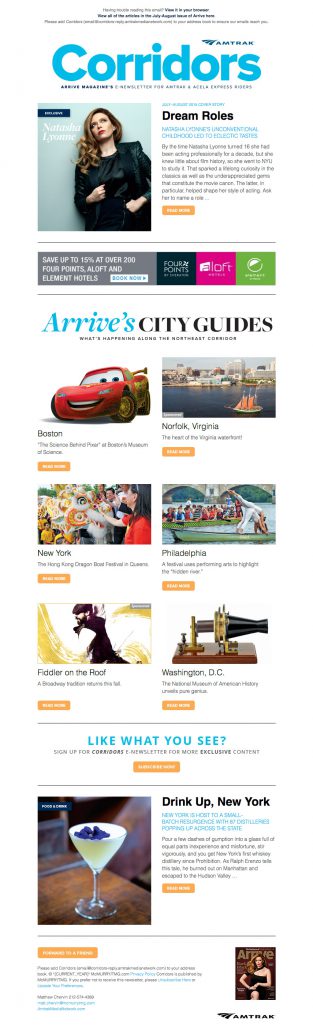 Having trouble reading this email? View it in your browser.
View all of the articles in the July-August issue of Arrive here.
Please add Corridors (email@corridors-reply.amtrakmedianetwork.com) to your address book to ensure our emails reach you.
AMTRAK
Corridors
ARRIVE MAGAZINE'S E-NEWSLETTER FOR AMTRAK & ACELA EXPRESS RIDERS
EXCLUSIVE
Natasha
Lyonne
JULY-AUGUST 2015 COVER STORY
Dream Roles
NATASHA LYONNE'S UNCONVENTIONAL
CHILDHOOD LED TO ECLECTIC TASTES
By the time Natasha Lyonne turned 16 she had
been acting professionally for a decade, but she
knew little about film history, so she went to NYU
to study it. That sparked a lifelong curiosity in the
classics as well as the underappreciated gems
that constitute the movie canon. The latter, in
particular, helped shape her style of acting. Ask
her to name a role ...
READ MORE
SAVE UP TO 15% AT OVER 200
FOUR POINTS, ALOFT AND
ELEMENT HOTELS
BOOK NOW
FOUR
POINTS
BY SHERATON
aloft
HOTELS
element
Arrive's CITY GUIDES
WHAT'S HAPPENING ALONG THE NORTHEAST CORRIDOR
Boston
"The Science Behind Pixar" at Boston's Museum
of Science.
READ MORE
Sponsored
Norfolk, Virginia
The heart of the Virginia waterfront!
READ MORE
New York
The Hong Kong Dragon Boat Festival in Queens.
READ MORE
Philadelphia
A festival uses performing arts to highlight
the "hidden river."
READ MORE
Sponsored
Fiddler on the Roof
A Broadway tradition returns this fall.
READ MORE
Washington, D.C.
The National Museum of American History
unveils pure genius.
READ MORE
LIKE WHAT YOU SEE?
SIGN UP FOR CORRIDORS E-NEWSLETTER FOR MORE EXCLUSIVE CONTENT
SUBSCRIBE NOW!
FOOD & DRINK
Drink Up, New York
NEW YORK IS HOST TO A SMALL-
BATCH RESURGENCE WITH 87 DISTILLERIES
POPPING UP ACROSS THE STATE
Pour a few dashes of gumption into a glass full of
equal parts inexperience and misfortune, stir
vigorously, and you get New York's first whiskey
distillery since Prohibition. As Ralph Erenzo tells
this tale, he burned out on Manhattan and
escaped to the Hudson Valley ...
READ MORE
FORWARD TO A FRIEND
Please add Corridors (email@corridors-reply.amtrakmedianetwork.com) to your address
book. © !CURRENT_YEAR}! McMURRY/TMG.com Privacy Policy Corridors is published by
McMURRY/TMG. If you prefer not to receive this newsletter, please Unsubscribe Here or
Update Your Preferences.
Arrive
AMTRAK